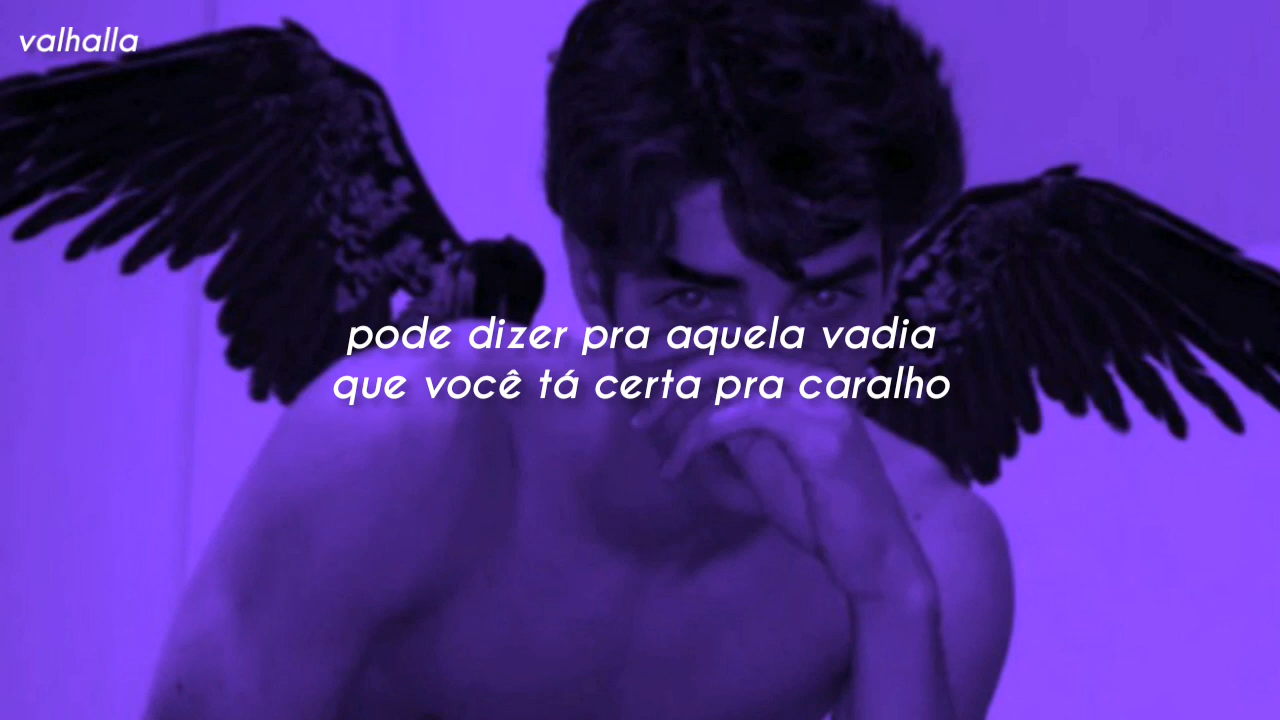 valhalla
pode dizer pra aquela vadia
que você tá certa pra caralho